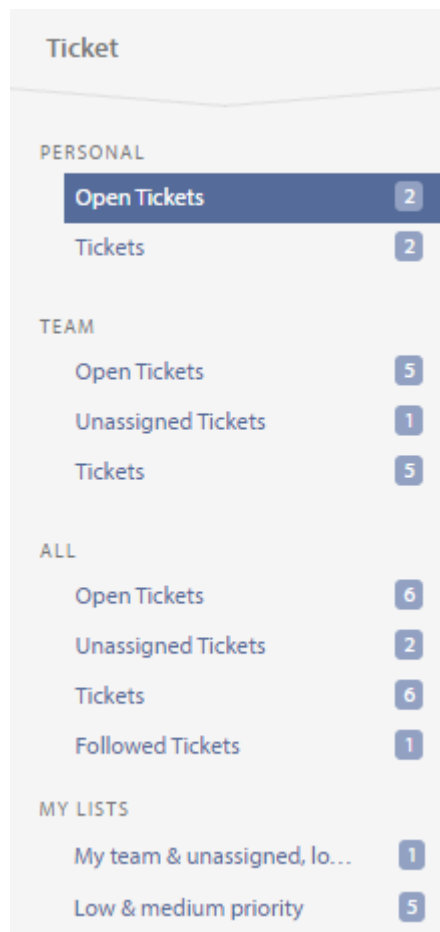 Ticket
PERSONAL
Open Tickets 2
Tickets 2
TEAM
Open Tickets 5
Unassigned Tickets 1
Tickets 5
ALL
Open Tickets 6
Unassigned Tickets 2
Tickets 6
Followed Tickets 1
MY LISTS
My team & unassigned, lo... 1
Low & medium priority 5